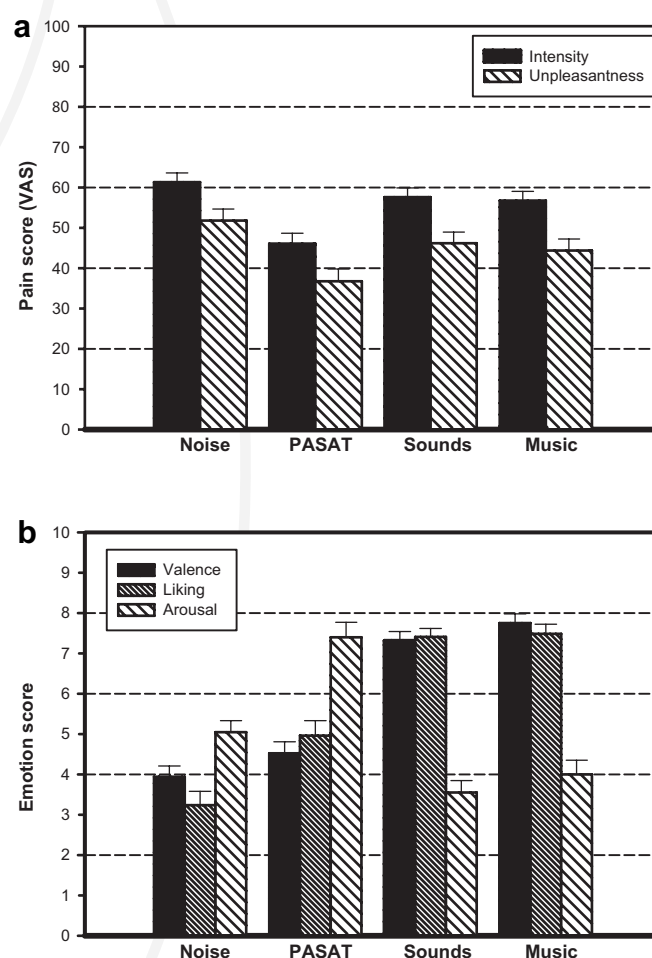 a
100
90
80
70
60
50
40
30
20
10
0
Pain score (VAS)
Intensity
Unpleasantness
Noise PASAT Sounds Music
b
10
9
8
7
6
5
4
3
2
1
0
Emotion score
Valence
Liking
Arousal
Noise PASAT Sounds Music